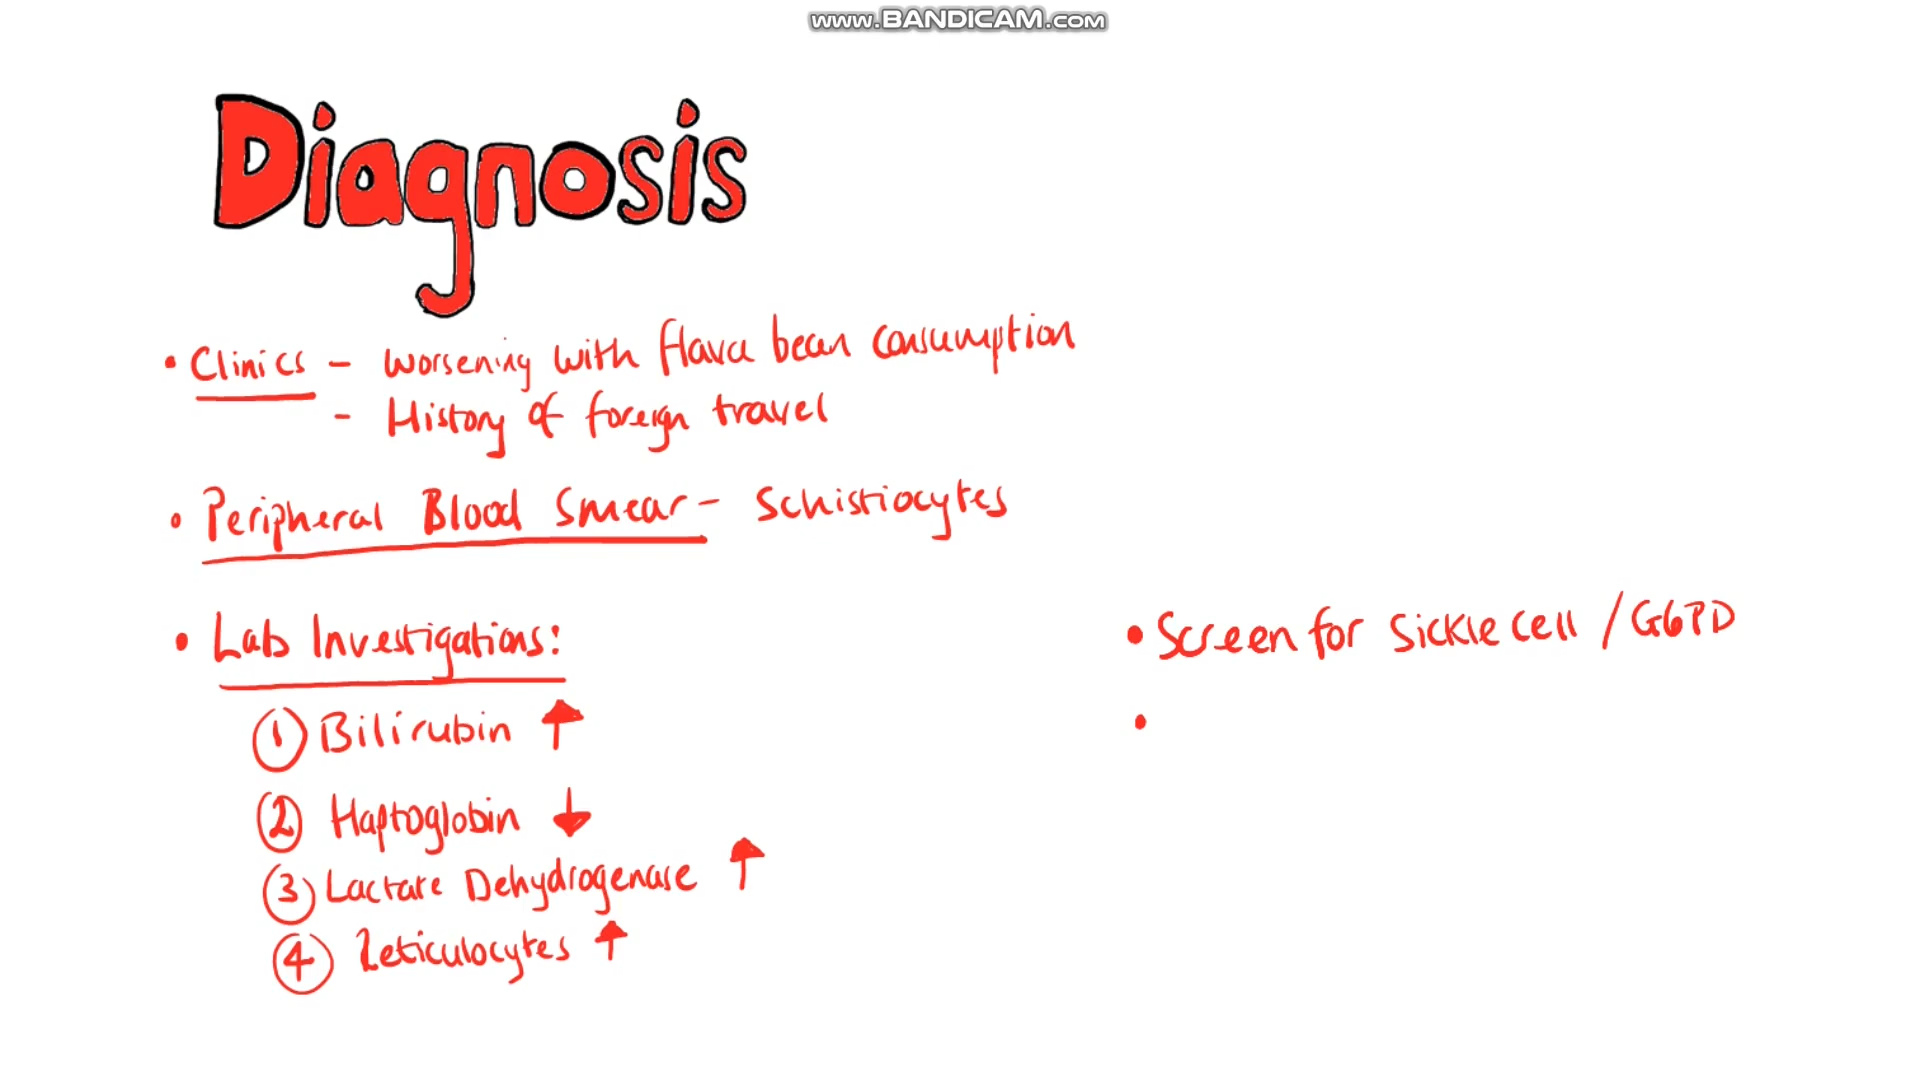 www.BANDICAM.com
Diagnosis
• Clinics - Worsening with flava bean consumption
- History of foreign travel
• Peripheral Blood Smear - Schistiocytes
• Lab Investigations:
① Bilirubin ↑
② Haptoglobin ↓
③ Lactate Dehydrogenase ↑
④ Reticulocytes ↑
• Screen for Sickle cell / G6PD
•